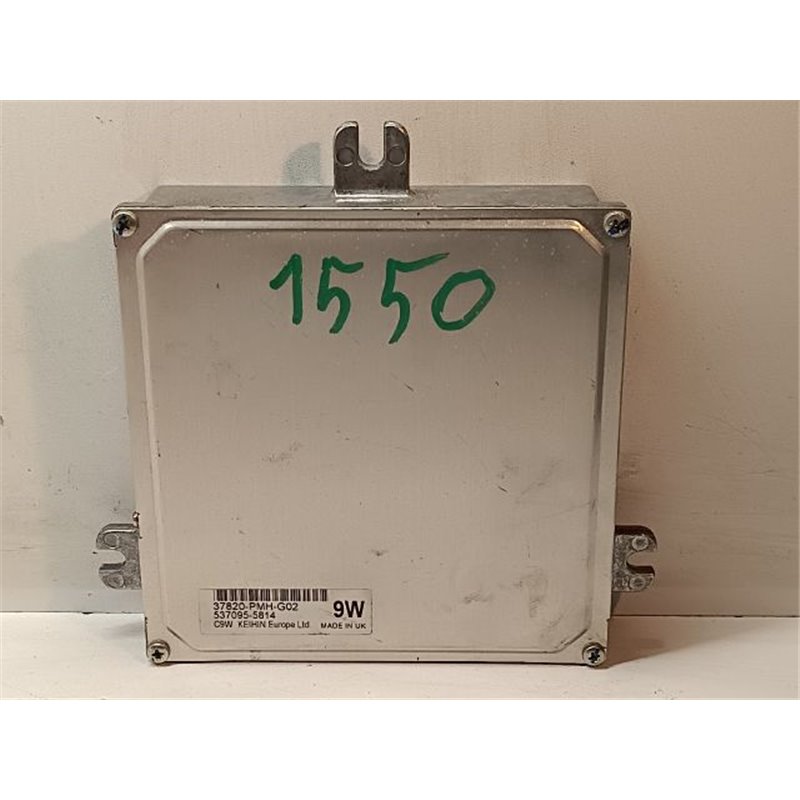 1550
37820-PMH-G02
537095-5814 9W
C9W KEIHIN Europe Ltd MADE IN UK